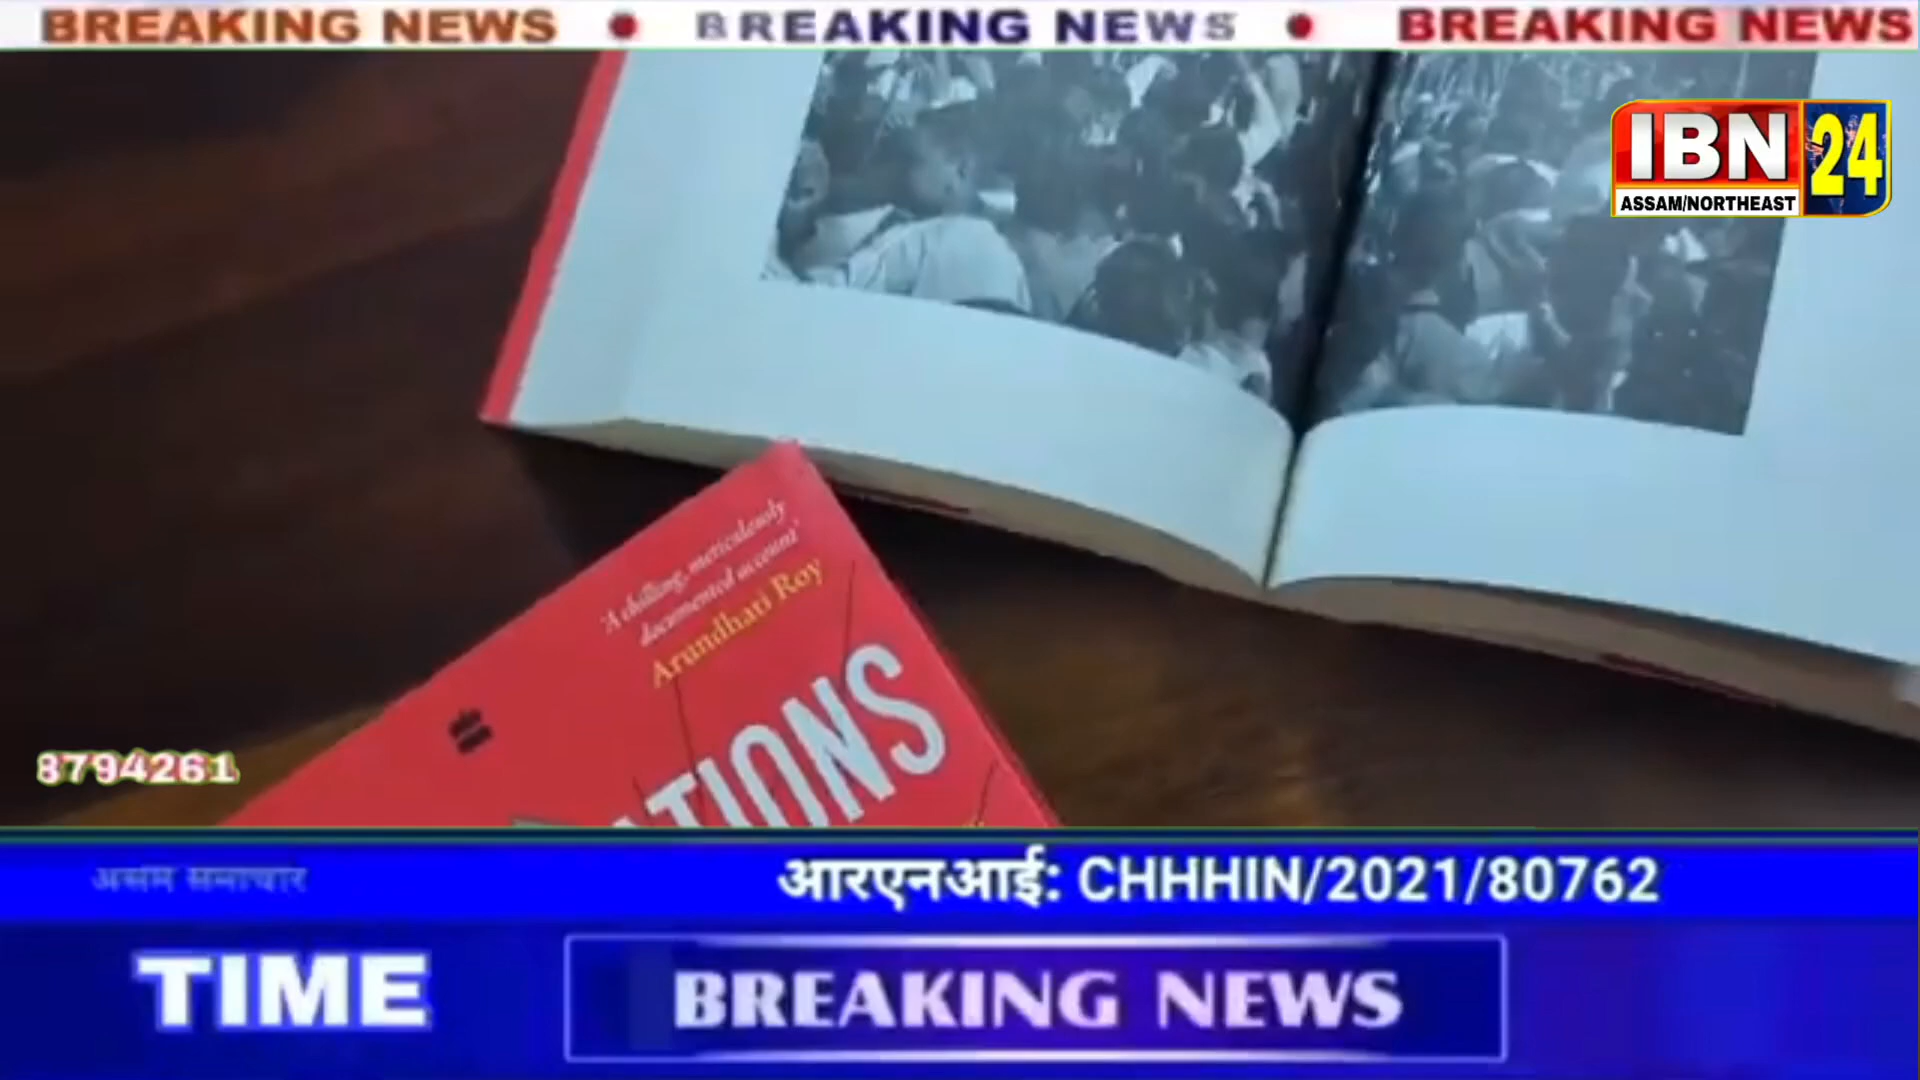 BREAKING NEWS • BREAKING NEWS • BREAKING NEWS
IBN 24
ASSAM/NORTHEAST
'A chilling, meticulously
documented account'
Arundhati Roy
ATIONS
8794261
असम समाचार
आरएनआई: CHHHIN/2021/80762
TIME
BREAKING NEWS